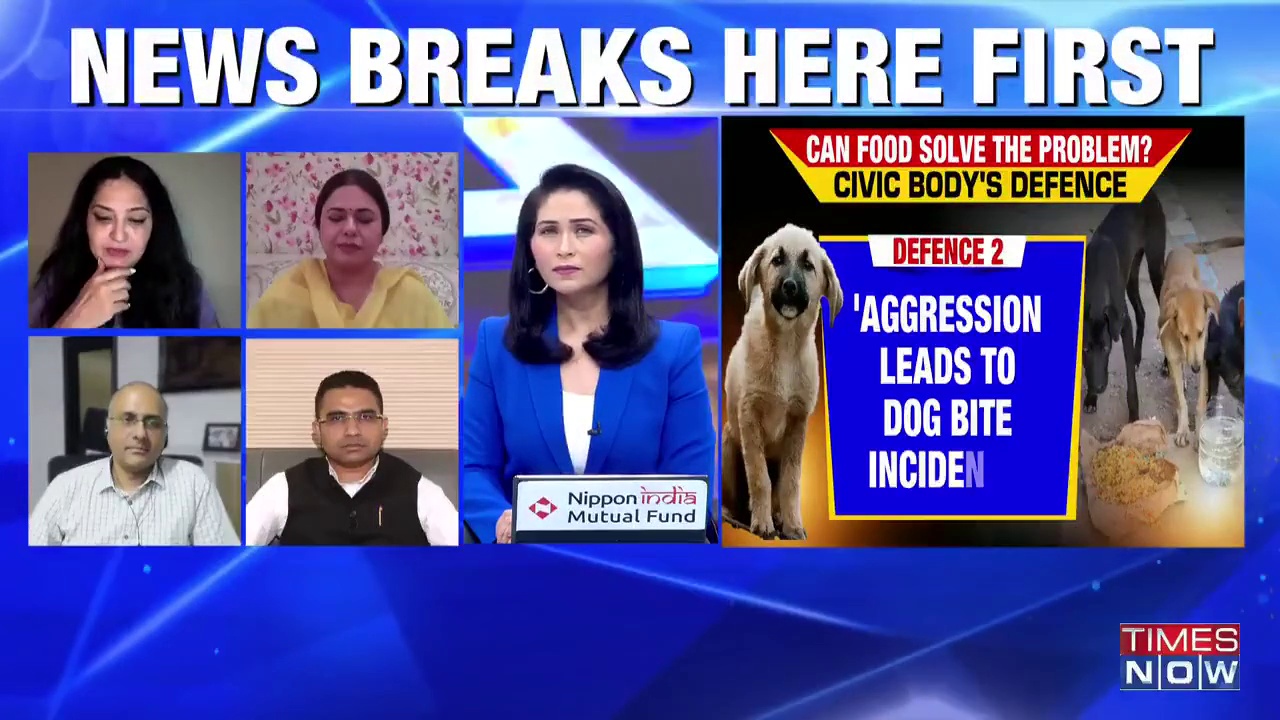 NEWS BREAKS HERE FIRST
CAN FOOD SOLVE THE PROBLEM?
CIVIC BODY'S DEFENCE
DEFENCE 2
'AGGRESSION
LEADS TO
DOG BITE
INCIDEN
Nippon india
Mutual Fund
TIMES
NOW